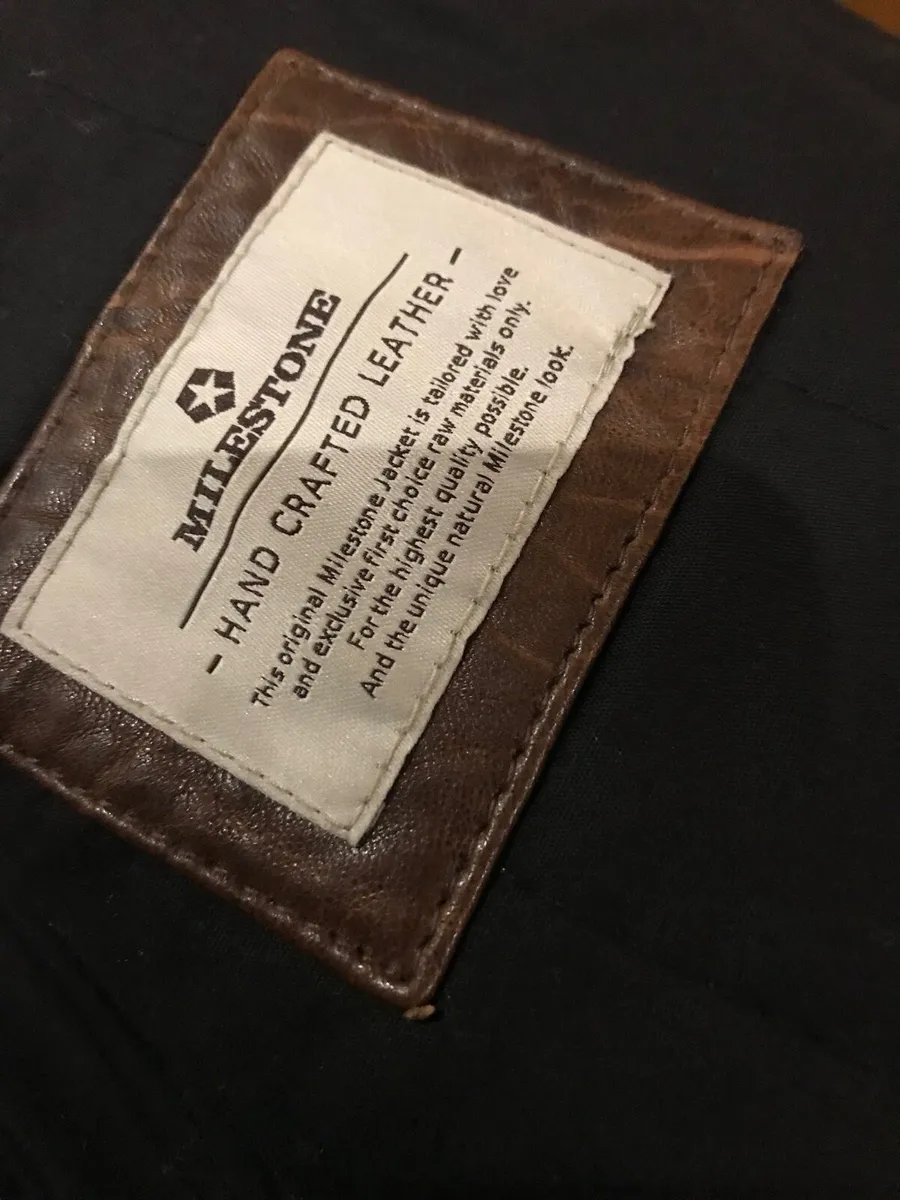 MILESTONE
- HAND CRAFTED LEATHER -
This original Milestone Jacket is tailored with love
and exclusive first choice raw materials only.
For the highest quality possible.
And the unique natural Milestone look.